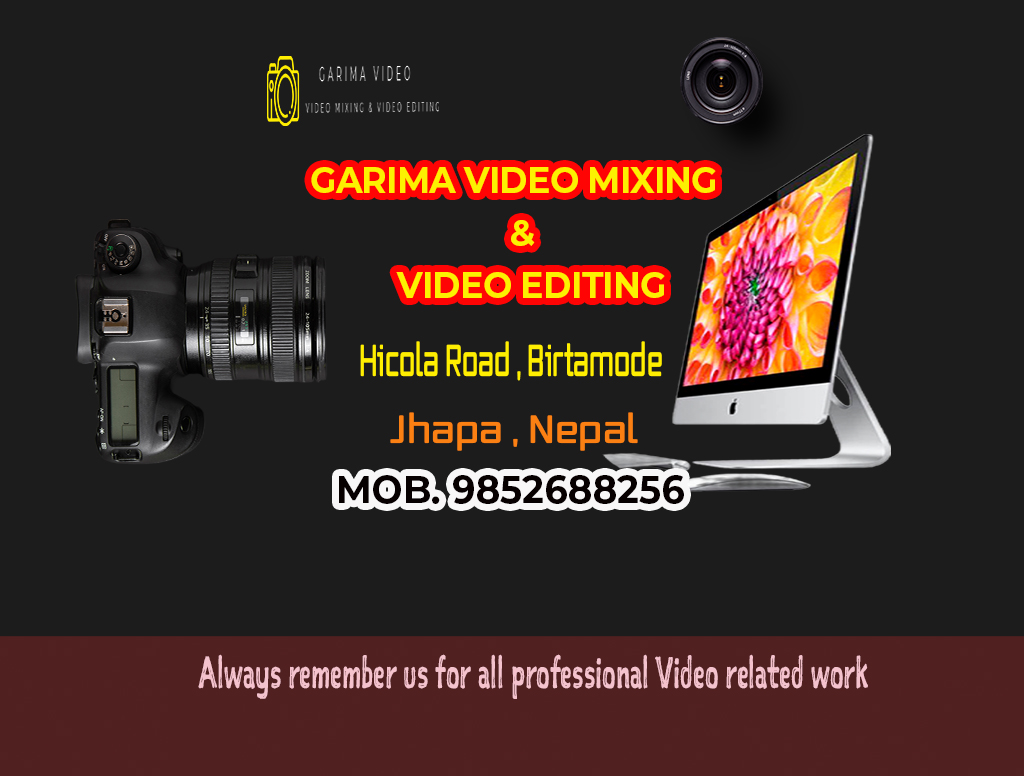 GARIMA VIDEO
VIDEO MIXING & VIDEO EDITING
GARIMA VIDEO MIXING
&
VIDEO EDITING
Hicola Road , Birtamode
Jhapa , Nepal
MOB. 9852688256
Always remember us for all professional Video related work